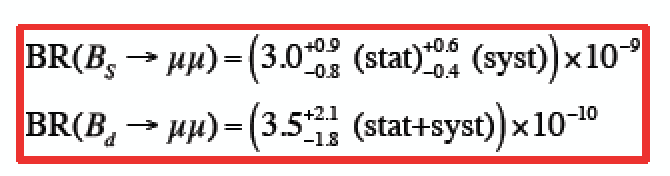 BR(B_s → μμ) = (3.0^{+0.9}_{-0.8} (stat)^{+0.6}_{-0.4} (syst)) × 10^{-9}
BR(B_d → μμ) = (3.5^{+2.1}_{-1.8} (stat+syst)) × 10^{-10}